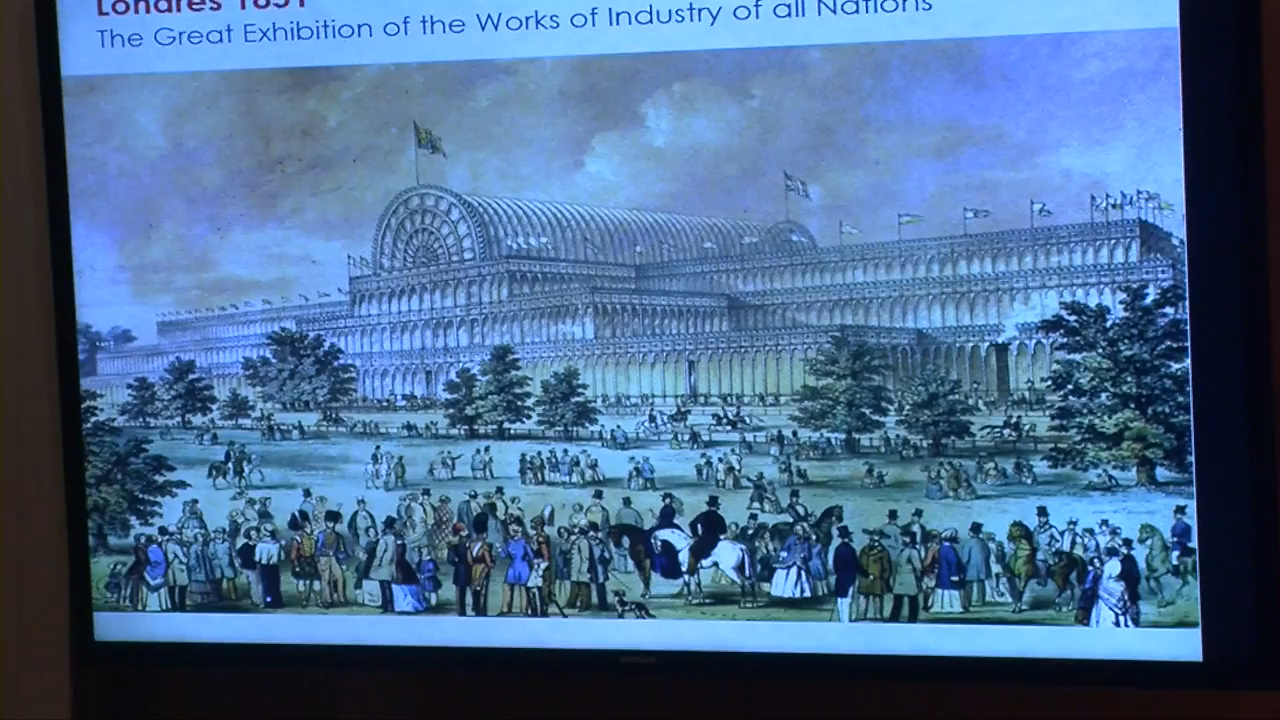 Londres 1851
The Great Exhibition of the Works of Industry of all Nations